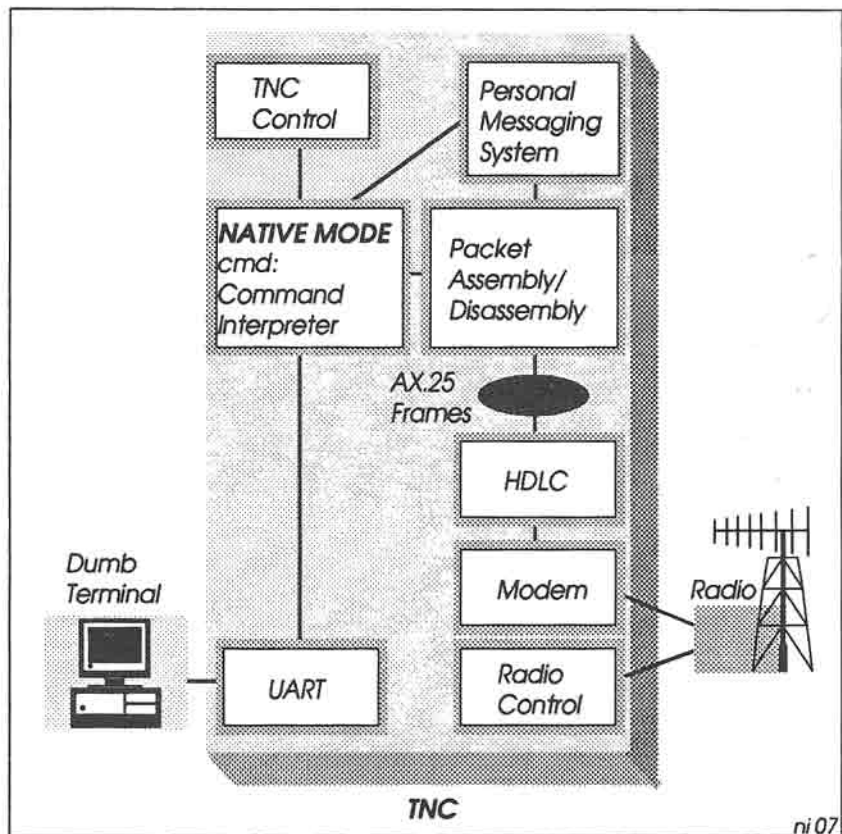 TNC
Control
Personal
Messaging
System
NATIVE MODE
cmd:
Command
Interpreter
Packet
Assembly/
Disassembly
AX.25
Frames
HDLC
Dumb
Terminal
Modem
Radio
UART
Radio
Control
TNC
ni 07